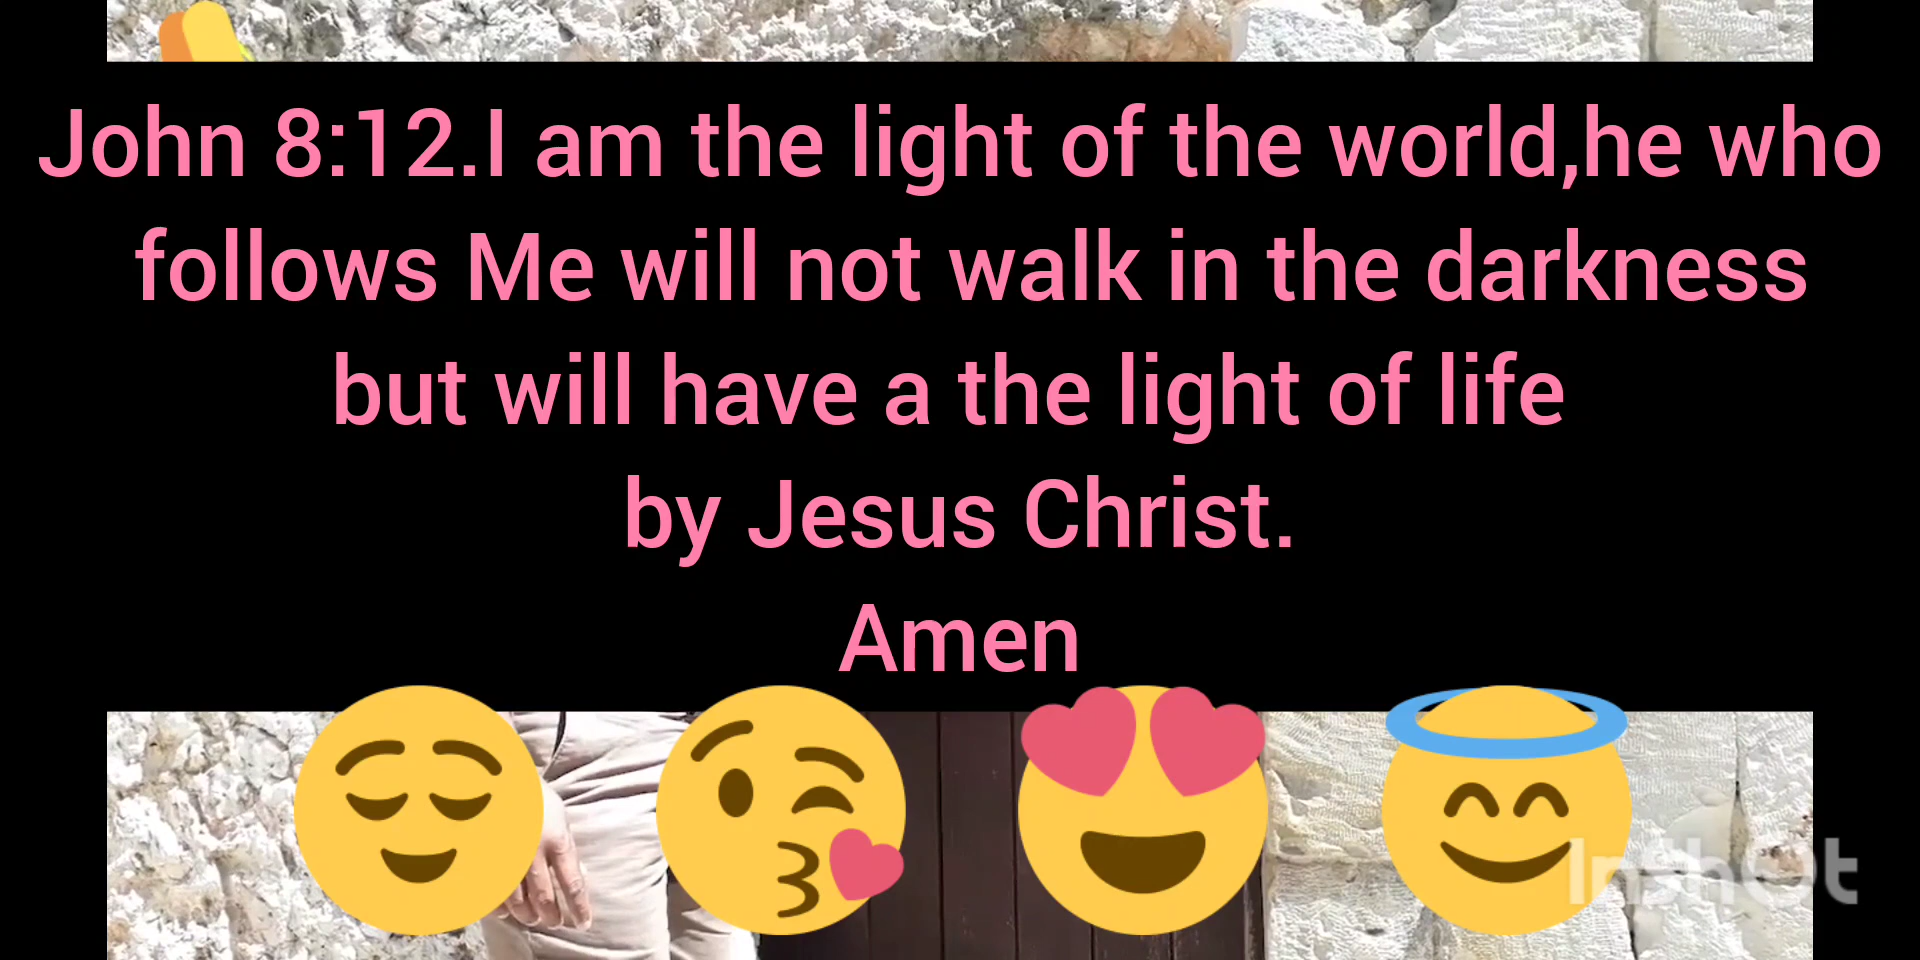 John 8:12.I am the light of the world,he who
follows Me will not walk in the darkness
but will have a the light of life
by Jesus Christ.
Amen
InShOt